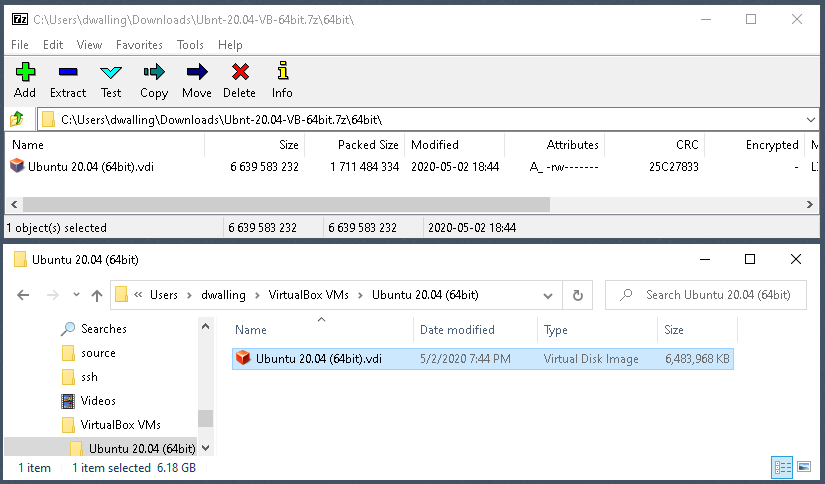 7z C:\Users\dwalling\Downloads\Ubnt-20.04-VB-64bit.7z\64bit\
File Edit View Favorites Tools Help
Add Extract Test Copy Move Delete Info
C:\Users\dwalling\Downloads\Ubnt-20.04-VB-64bit.7z\64bit\
Name Size Packed Size Modified Attributes CRC Encrypted M
Ubuntu 20.04 (64bit).vdi 6 639 583 232 1 711 484 334 2020-05-02 18:44 A_ -rw------- 25C27833 - LZ
1 object(s) selected 6 639 583 232 6 639 583 232 2020-05-02 18:44
Ubuntu 20.04 (64bit)
« Users › dwalling › VirtualBox VMs › Ubuntu 20.04 (64bit) Search Ubuntu 20.04 (64bit)
Searches Name Date modified Type Size
source
Ubuntu 20.04 (64bit).vdi 5/2/2020 7:44 PM Virtual Disk Image 6,483,968 KB
ssh
Videos
VirtualBox VMs
Ubuntu 20.04 (64bit)
1 item 1 item selected 6.18 GB